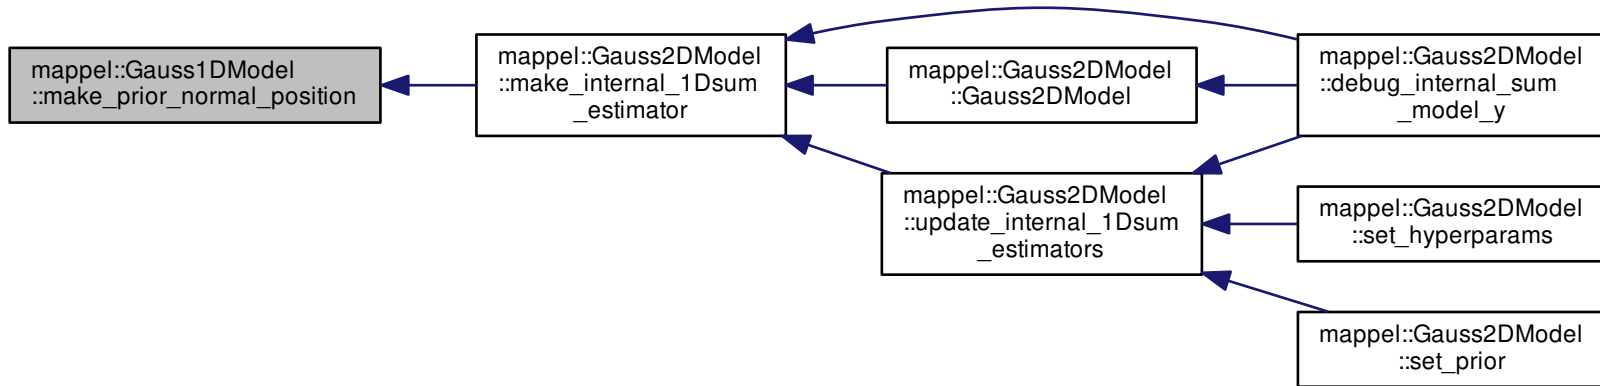 mappel::Gauss1DModel
::make_prior_normal_position
mappel::Gauss2DModel
::make_internal_1Dsum
_estimator
mappel::Gauss2DModel
::Gauss2DModel
mappel::Gauss2DModel
::debug_internal_sum
_model_y
mappel::Gauss2DModel
::update_internal_1Dsum
_estimators
mappel::Gauss2DModel
::set_hyperparams
mappel::Gauss2DModel
::set_prior